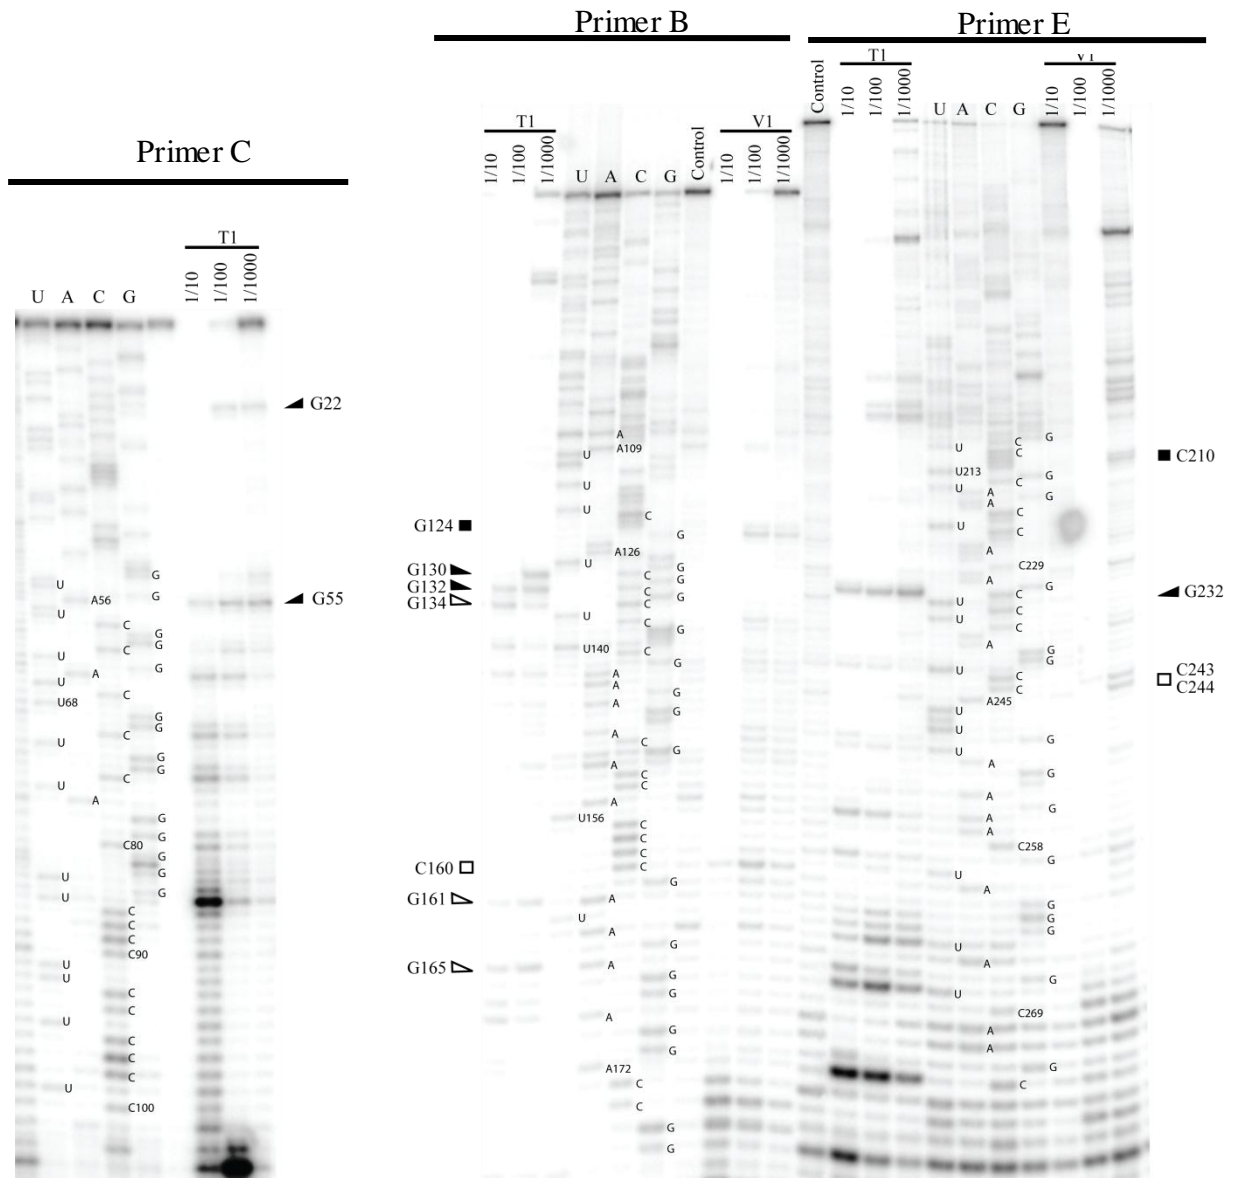 Primer C
Primer B
Primer E
T1
1/10
1/100
1/1000
U A C G
G22
G55
U
A56
U
U
U
U68
U
U
U
U
U
U
U
U
A
A
C
C
C
C
C
C80
C
C
C
C90
C
C
C
C
C
C100
G
G
G
G
G
G
G
G
G
G
G
G
G
G
T1
1/10
1/100
1/1000
U A C G
Control
V1
1/10
1/100
1/1000
G124
G130
G132
G134
C160
G161
G165
A
A109
U
U
U
C
G
A126
U
G
G
G
C
C
C
C
U
G
U140
C
G
A
A
A
G
G
A
C
G
A
C
C
A
U156
C
C
C
C
G
A
U
A
G
A
G
G
A
G
G
A172
C
C
G
G
Control
T1
1/10
1/100
1/1000
U A C G
V1
1/10
1/100
1/1000
C210
G232
C243
C244
G
C
C
U
U213
G
C
U
A
A
G
C
U
C
A
C229
A
G
C
U
C
U
C
A
G
G
U
C
C
A245
U
U
U
G
U
A
G
A
G
A
A
C258
G
U
A
G
G
G
U
A
G
U
C269
A
A
G
C